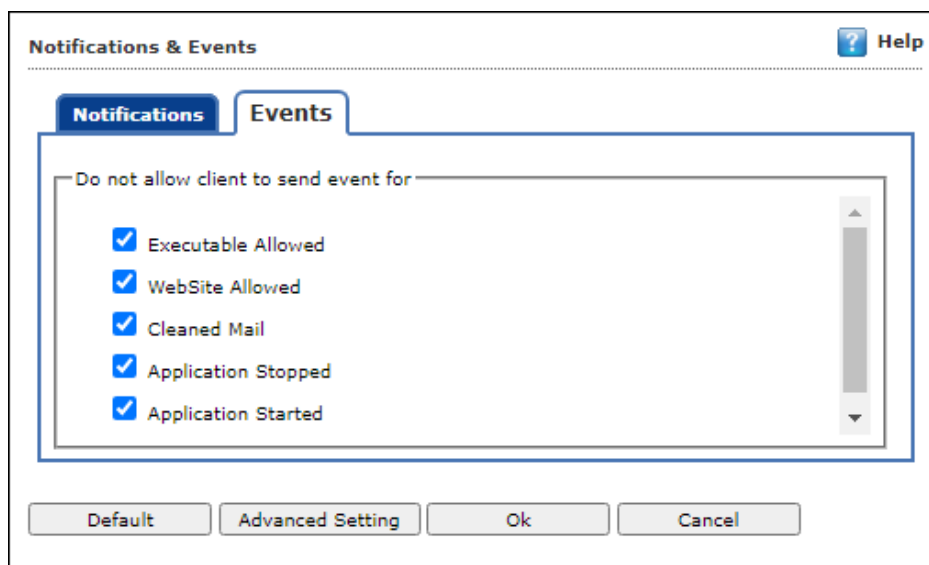 Notifications & Events
? Help
Notifications Events
Do not allow client to send event for
Executable Allowed
WebSite Allowed
Cleaned Mail
Application Stopped
Application Started
Default Advanced Setting Ok Cancel